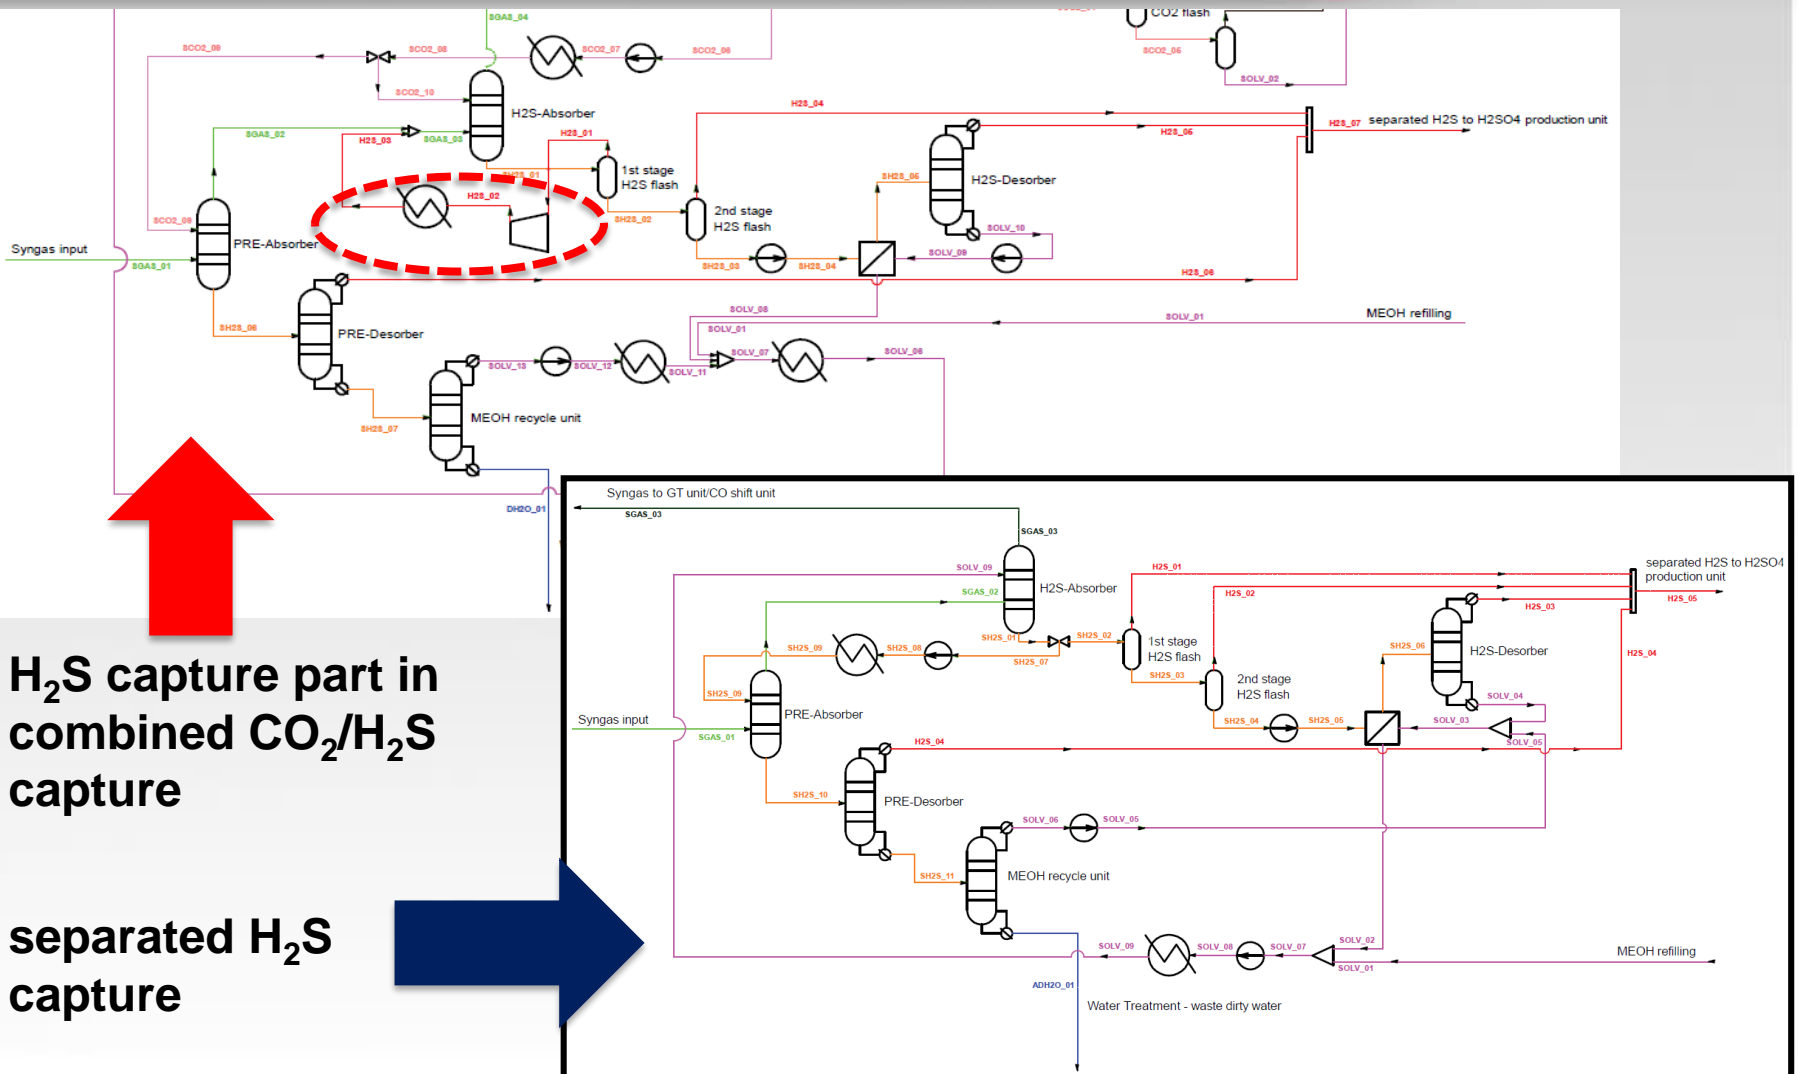 SGAS_04
CO2 flash
SCO2_09
SCO2_08
SCO2_07
SCO2_06
SCO2_05
SOLV_02
SCO2_10
H2S-Absorber
H2S_04
SGAS_02
H2S_03
SGAS_03
H2S_01
H2S_05
H2S_07
separated H2S to H2SO4 production unit
SH2S_01
1st stage
H2S flash
SH2S_05
H2S-Desorber
H2S_02
SH2S_02
2nd stage
H2S flash
SCO2_09
PRE-Absorber
Syngas input
SGAS_01
SOLV_10
SOLV_09
SH2S_03
SH2S_04
H2S_06
SOLV_08
SOLV_01
SOLV_01
MEOH refilling
SH2S_06
PRE-Desorber
SOLV_13
SOLV_12
SOLV_11
SOLV_07
SOLV_06
SH2S_07
MEOH recycle unit
DH2O_01
H2S capture part in
combined CO2/H2S
capture
separated H2S
capture
Syngas to GT unit/CO shift unit
SGAS_03
SGAS_03
SOLV_09
H2S-Absorber
SGAS_02
H2S_01
separated H2S to H2SO4
production unit
H2S_02
H2S_03
H2S_05
SH2S_01
SH2S_02
1st stage
H2S flash
SH2S_09
SH2S_08
SH2S_07
SH2S_03
SH2S_06
H2S-Desorber
H2S_04
2nd stage
H2S flash
SH2S_09
PRE-Absorber
Syngas input
SGAS_01
SH2S_04
SH2S_05
SOLV_04
SOLV_03
SOLV_05
H2S_04
SH2S_10
PRE-Desorber
SOLV_06
SOLV_05
SH2S_11
MEOH recycle unit
SOLV_09
SOLV_08
SOLV_07
SOLV_02
SOLV_01
MEOH refilling
ADH2O_01
Water Treatment - waste dirty water